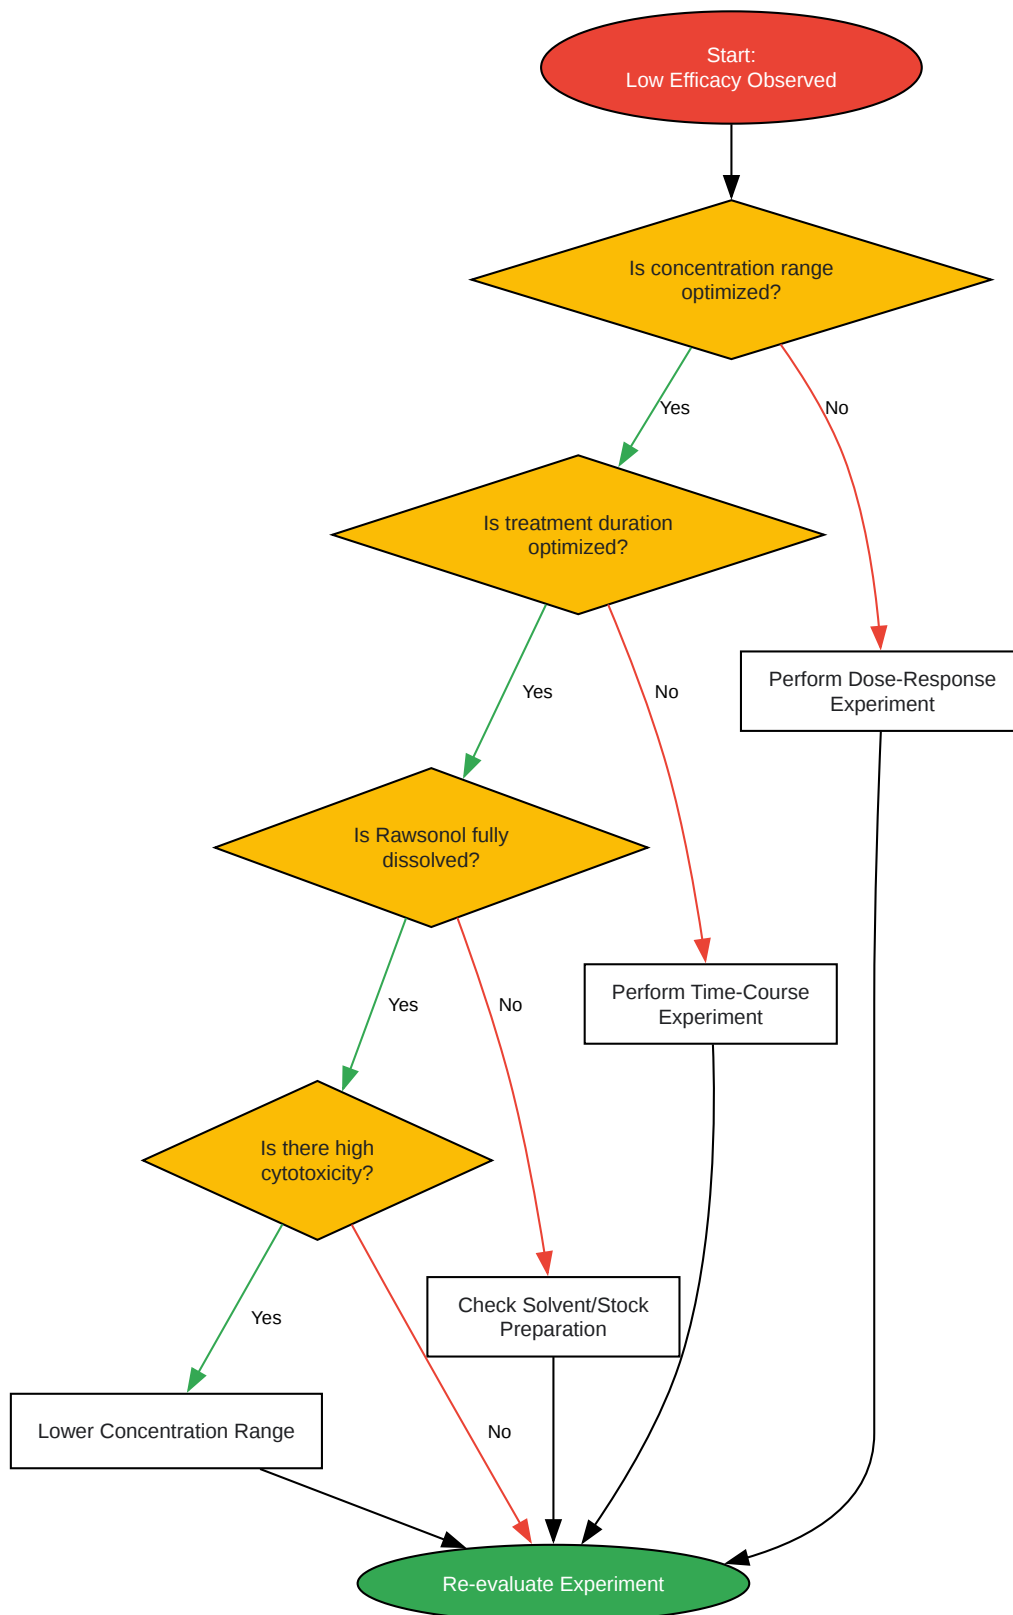 Start:
Low Efficacy Observed
Is concentration range
optimized?
Yes
No
Is treatment duration
optimized?
Yes
No
Perform Dose-Response
Experiment
Is Rawsonol fully
dissolved?
Yes
No
Perform Time-Course
Experiment
Is there high
cytotoxicity?
Yes
No
Check Solvent/Stock
Preparation
Lower Concentration Range
Re-evaluate Experiment